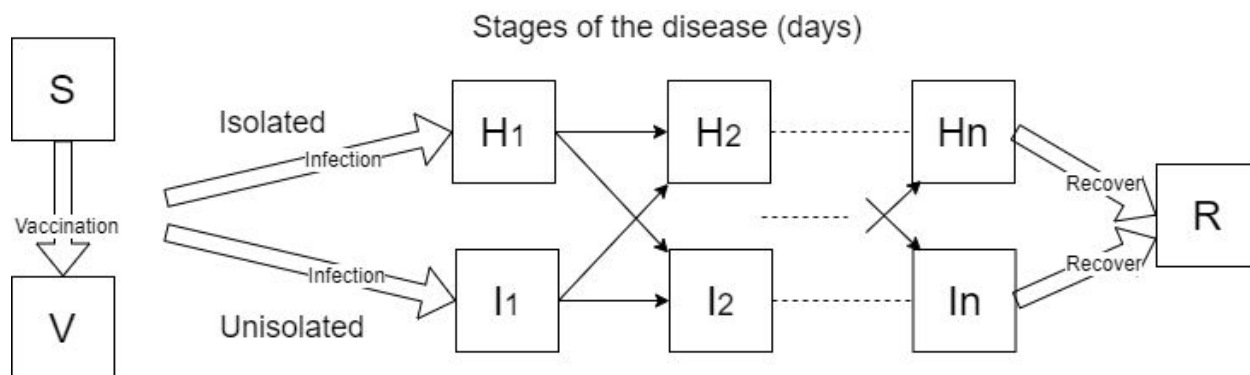 Stages of the disease (days)
S
Vaccination
V
Isolated
Infection
Infection
Unisolated
H1
H2
Hn
I1
I2
In
Recover
Recover
R